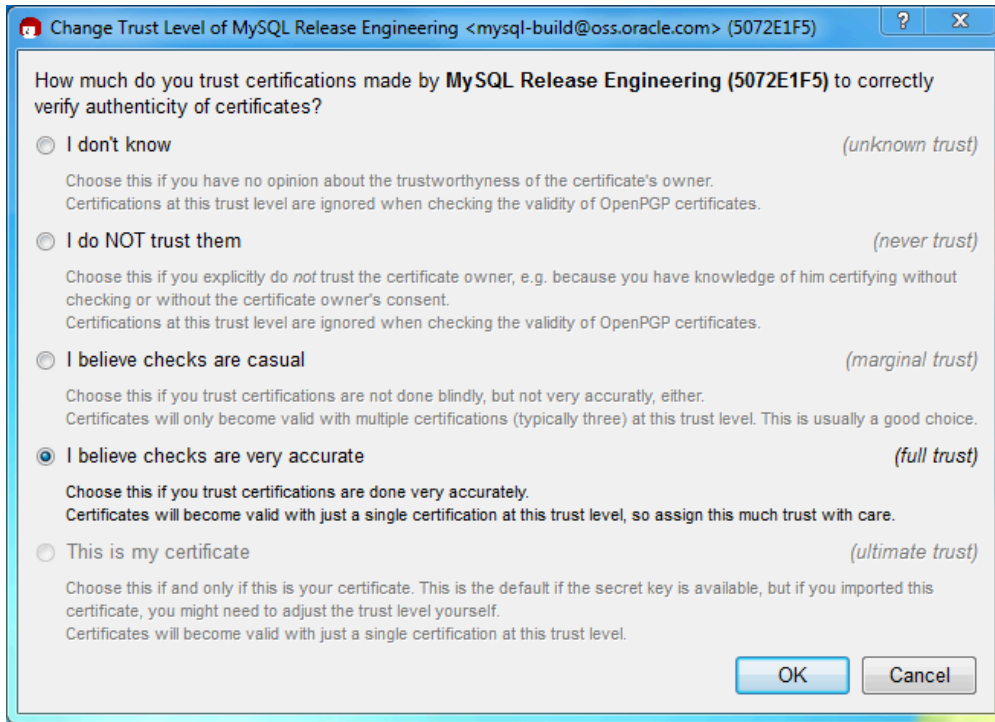 Change Trust Level of MySQL Release Engineering <mysql-build@oss.oracle.com> (5072E1F5)
How much do you trust certifications made by MySQL Release Engineering (5072E1F5) to correctly
verify authenticity of certificates?
I don't know (unknown trust)
Choose this if you have no opinion about the trustworthyness of the certificate's owner.
Certifications at this trust level are ignored when checking the validity of OpenPGP certificates.
I do NOT trust them (never trust)
Choose this if you explicitly do not trust the certificate owner, e.g. because you have knowledge of him certifying without
checking or without the certificate owner's consent.
Certifications at this trust level are ignored when checking the validity of OpenPGP certificates.
I believe checks are casual (marginal trust)
Choose this if you trust certifications are not done blindly, but not very accuratly, either.
Certificates will only become valid with multiple certifications (typically three) at this trust level. This is usually a good choice.
I believe checks are very accurate (full trust)
Choose this if you trust certifications are done very accurately.
Certificates will become valid with just a single certification at this trust level, so assign this much trust with care.
This is my certificate (ultimate trust)
Choose this if and only if this is your certificate. This is the default if the secret key is available, but if you imported this
certificate, you might need to adjust the trust level yourself.
Certificates will become valid with just a single certification at this trust level.
OK Cancel